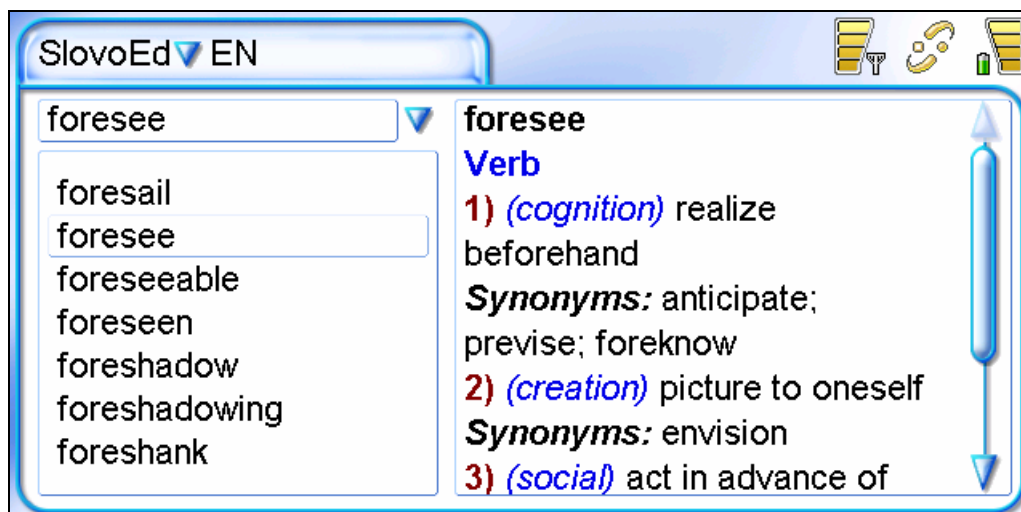 SlovoEd EN
foresee
foresail
foresee
foreseeable
foreseen
foreshadow
foreshadowing
foreshank
foresee
Verb
1) (cognition) realize
beforehand
Synonyms: anticipate;
previse; foreknow
2) (creation) picture to oneself
Synonyms: envision
3) (social) act in advance of